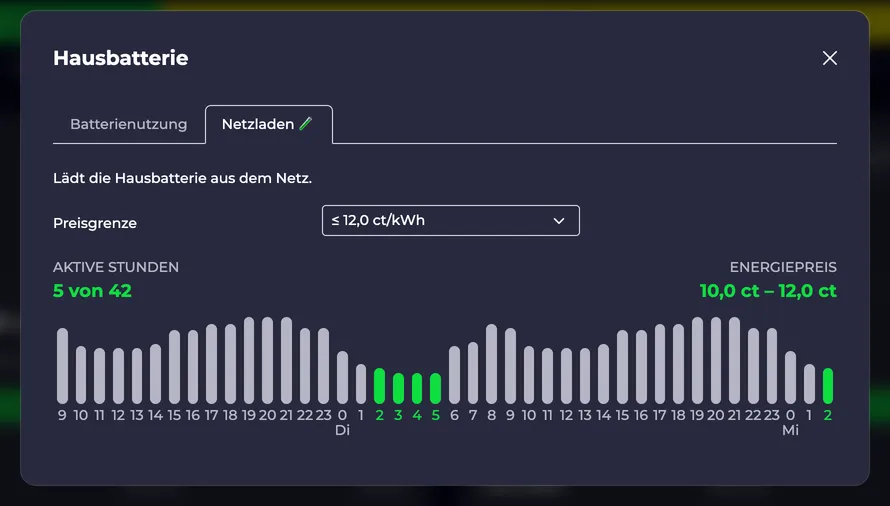 Hausbatterie
Batterienutzung Netzladen
Lädt die Hausbatterie aus dem Netz.
Preisgrenze ≤ 12,0 ct/kWh
AKTIVE STUNDEN ENERGIEPREIS
5 von 42 10,0 ct – 12,0 ct
9 10 11 12 13 14 15 16 17 18 19 20 21 22 23 0 1 2 3 4 5 6 7 8 9 10 11 12 13 14 15 16 17 18 19 20 21 22 23 0 1 2
Di Mi